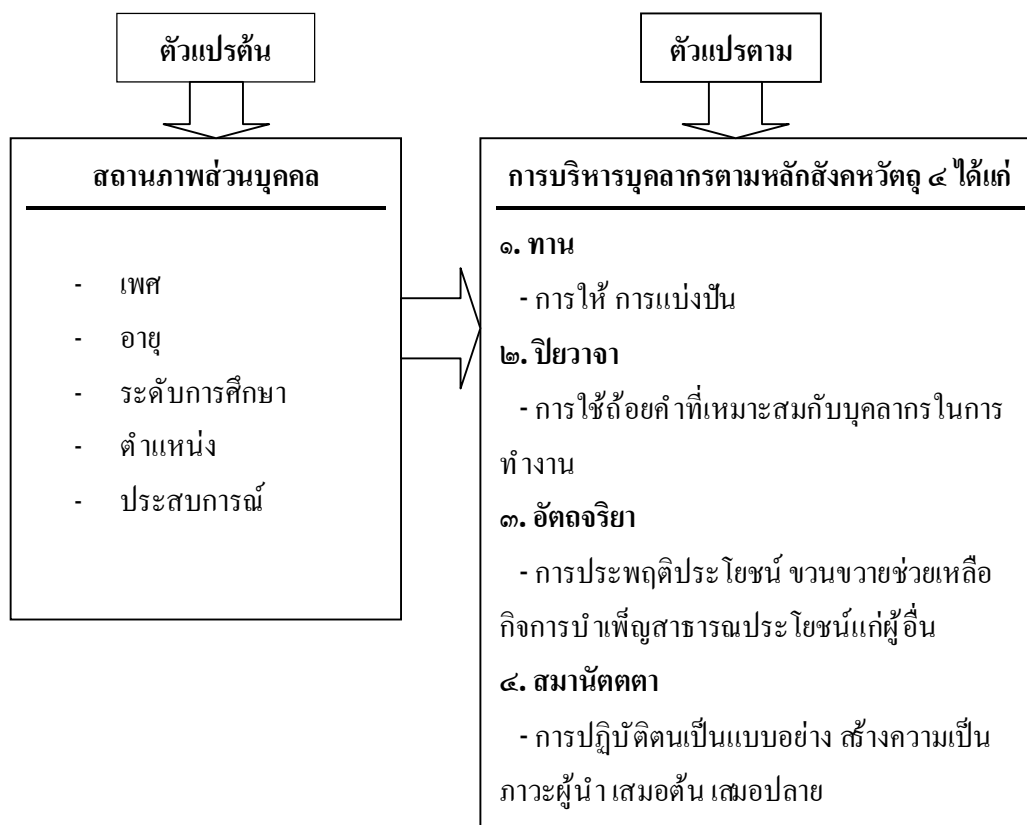 ตัวแปรต้น
ตัวแปรตาม
สถานภาพส่วนบุคคล
- เพศ
- อายุ
- ระดับการศึกษา
- ตำแหน่ง
- ประสบการณ์
การบริหารบุคลากรตามหลักสังคหวัตถุ ๔ ได้แก่
๑. ทาน
- การให้ การแบ่งปัน
๒. ปิยวาจา
- การใช้ถ้อยคำที่เหมาะสมกับบุคลากรในการ
ทำงาน
๓. อัตถจริยา
- การประพฤติประโยชน์ ขวนขวายช่วยเหลือ
กิจการบำเพ็ญสาธารณประโยชน์แก่ผู้อื่น
๔. สมานัตตตา
- การปฏิบัติตนเป็นแบบอย่าง สร้างความเป็น
ภาวะผู้นำ เสมอต้น เสมอปลาย